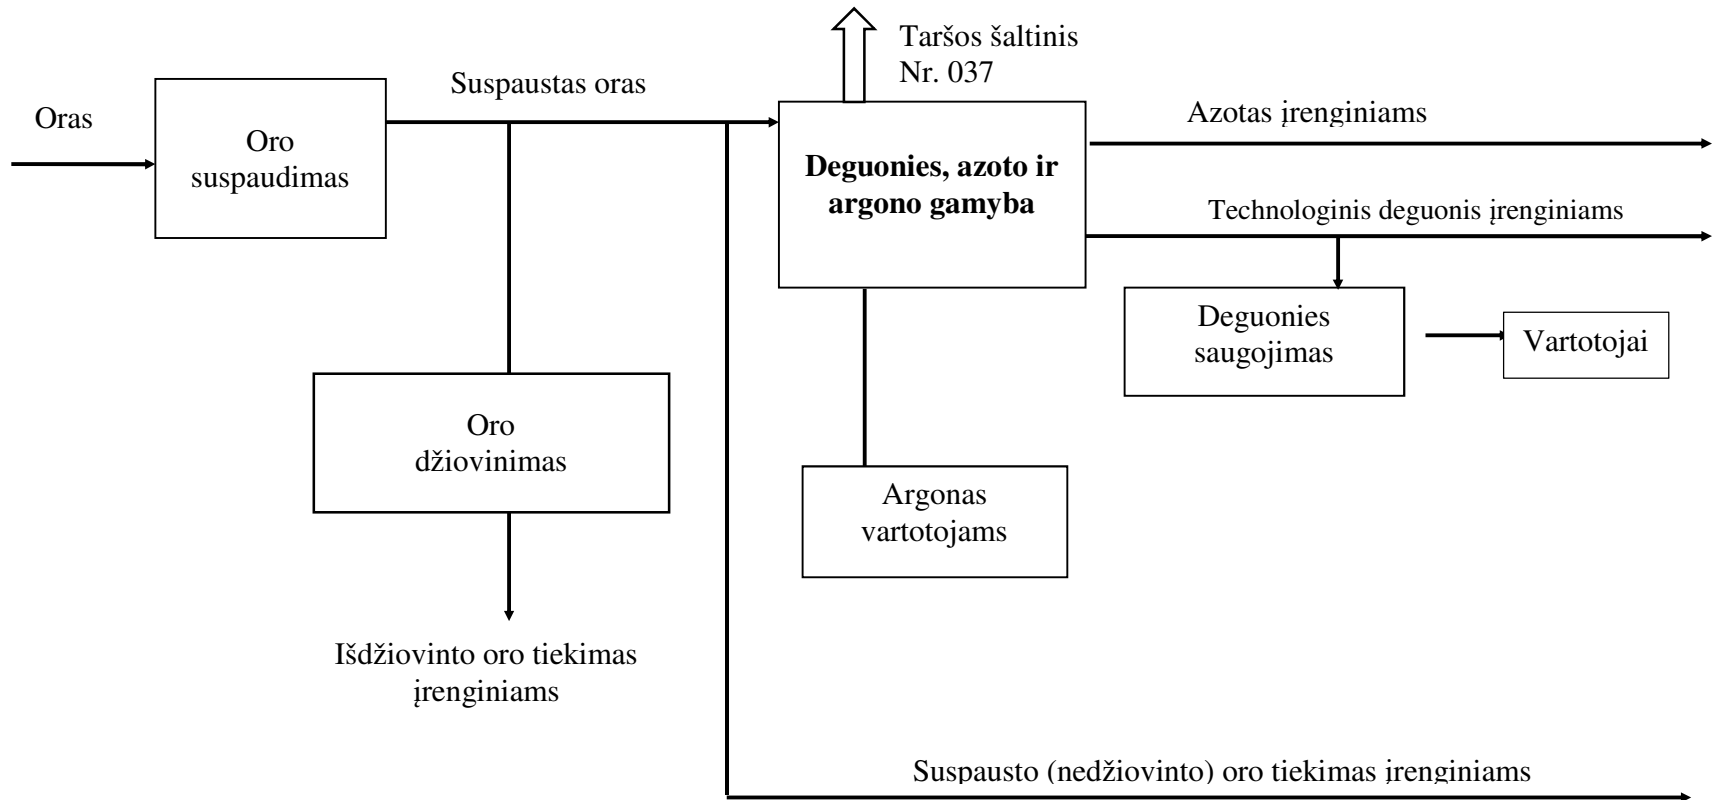 Taršos šaltinis
Nr. 037
Oras
Oro
suspaudimas
Suspaustas oras
Deguonies, azoto ir
argono gamyba
Azotas įrenginiams
Technologinis deguonis įrenginiams
Deguonies
saugojimas
Vartotojai
Oro
džiovinimas
Argonas
vartotojams
Išdžiovinto oro tiekimas
įrenginiams
Suspausto (nedžiovinto) oro tiekimas įrenginiams